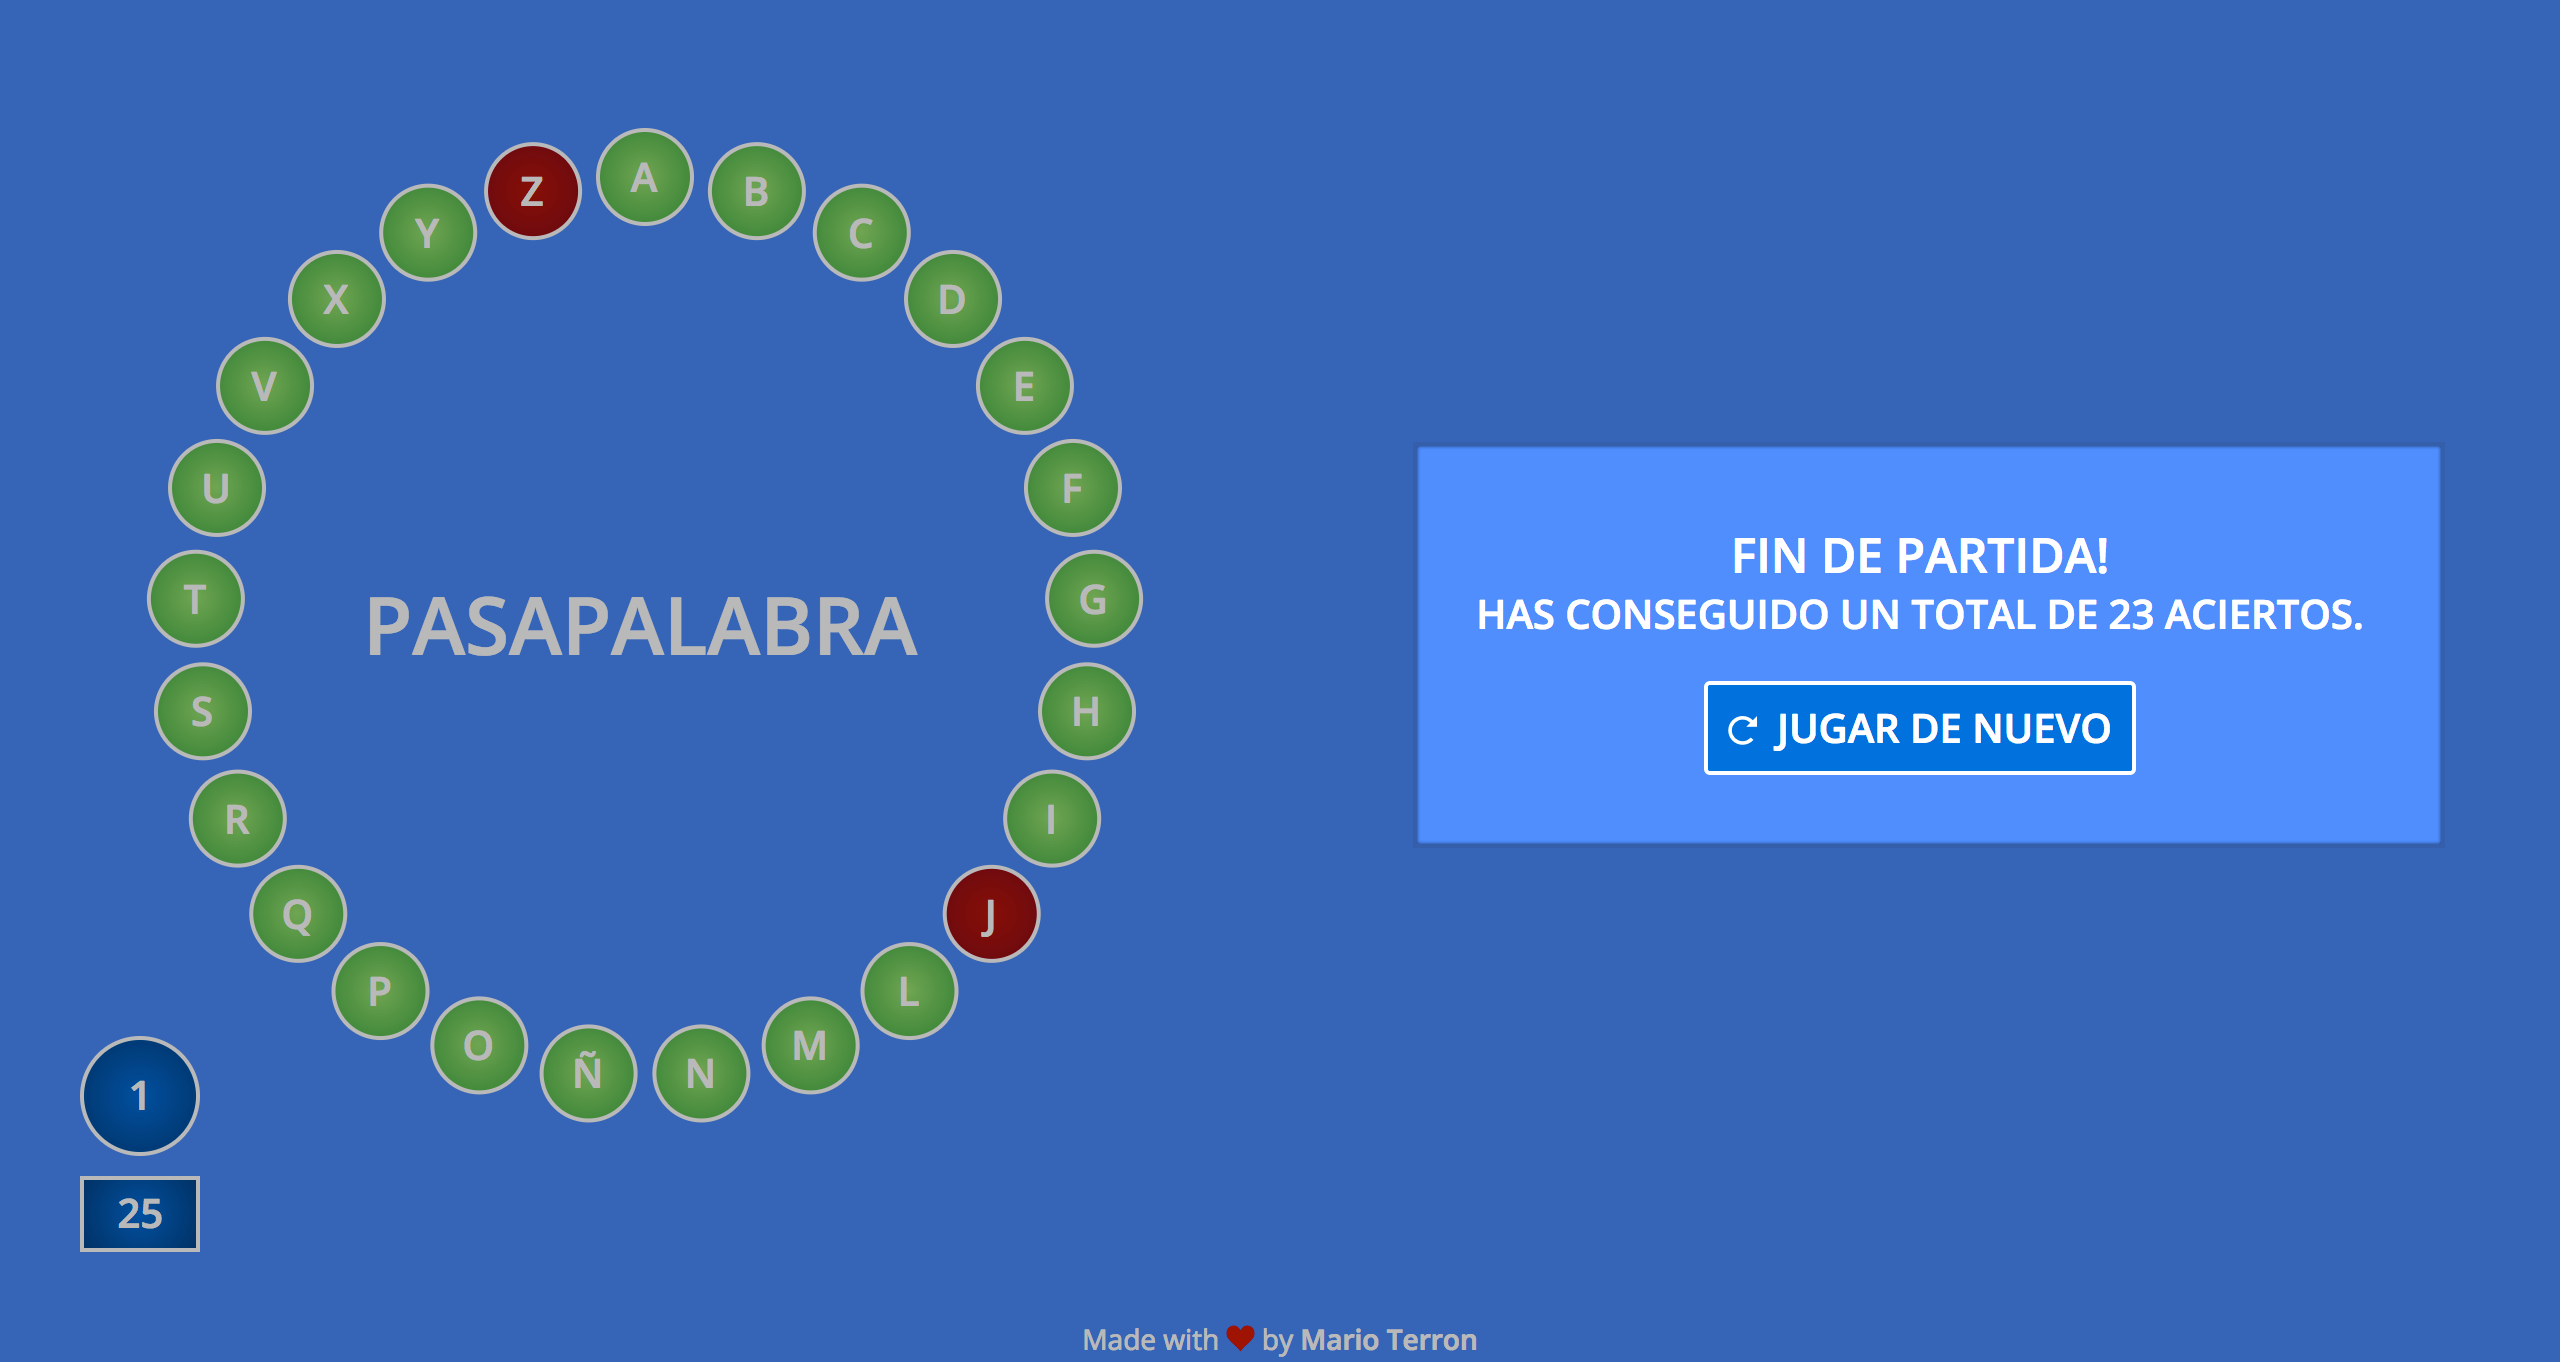 A
B
C
D
E
F
G
H
I
J
L
M
N
Ñ
O
P
Q
R
S
T
U
V
X
Y
Z
PASAPALABRA
1
25
FIN DE PARTIDA!
HAS CONSEGUIDO UN TOTAL DE 23 ACIERTOS.
JUGAR DE NUEVO
Made with by Mario Terron